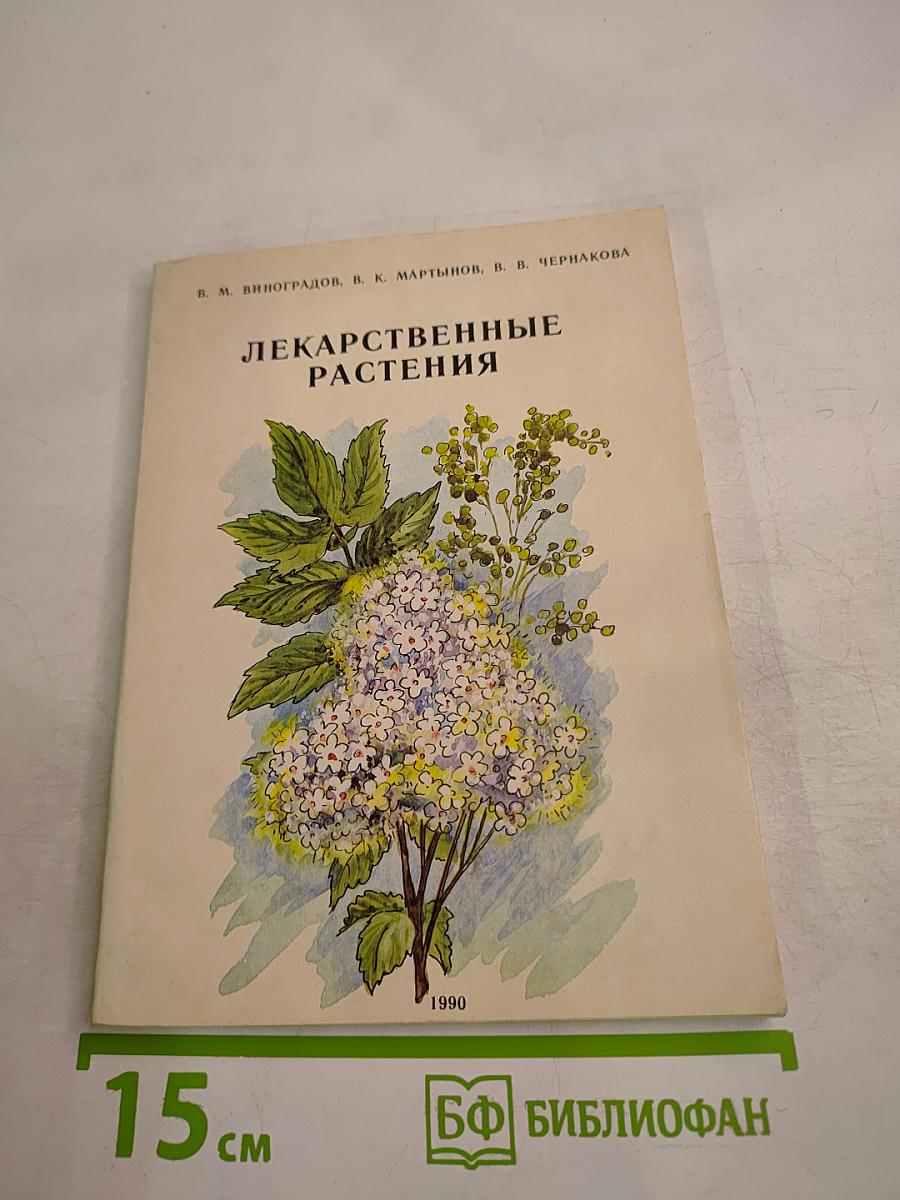 В. М. ВИНОГРАДОВ, В. К. МАРТЫНОВ, В. В. ЧЕРНАКОВА
ЛЕКАРСТВЕННЫЕ
РАСТЕНИЯ
1990
15 см
БФ БИБЛИОФАН